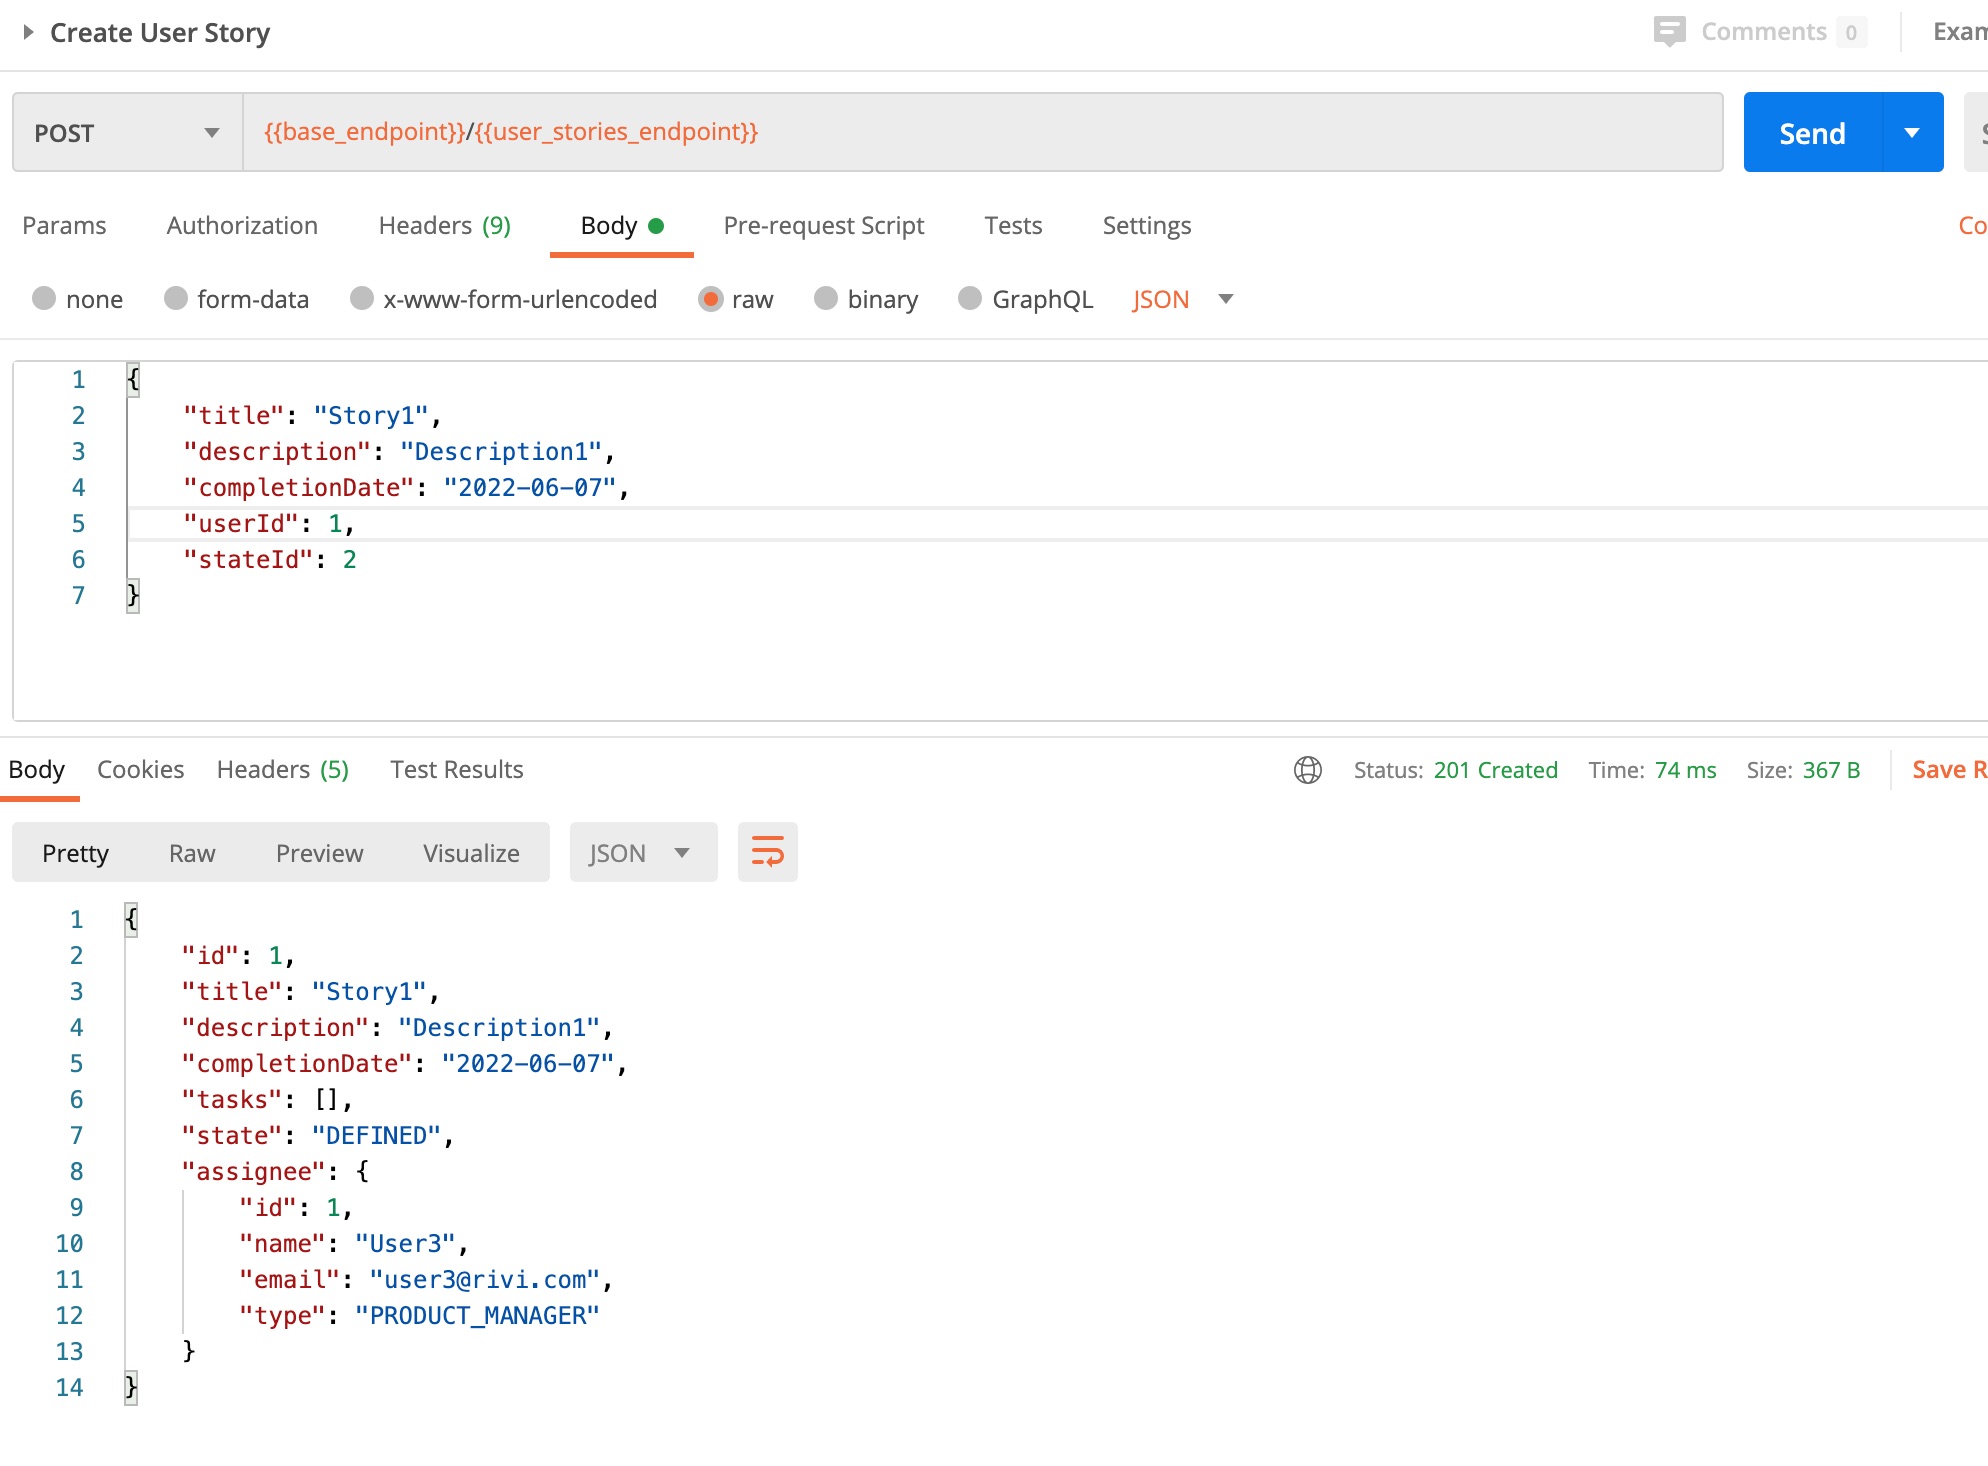 Create User Story
Comments 0
Exam
POST
{{base_endpoint}}/{{user_stories_endpoint}}
Send
Params Authorization Headers (9) Body Pre-request Script Tests Settings
Co
none form-data x-www-form-urlencoded raw binary GraphQL JSON
1 {
2 "title": "Story1",
3 "description": "Description1",
4 "completionDate": "2022-06-07",
5 "userId": 1,
6 "stateId": 2
7 }
Body Cookies Headers (5) Test Results
Status: 201 Created Time: 74 ms Size: 367 B
Save R
Pretty Raw Preview Visualize JSON
1 {
2 "id": 1,
3 "title": "Story1",
4 "description": "Description1",
5 "completionDate": "2022-06-07",
6 "tasks": [],
7 "state": "DEFINED",
8 "assignee": {
9 "id": 1,
10 "name": "User3",
11 "email": "user3@rivi.com",
12 "type": "PRODUCT_MANAGER"
13 }
14 }